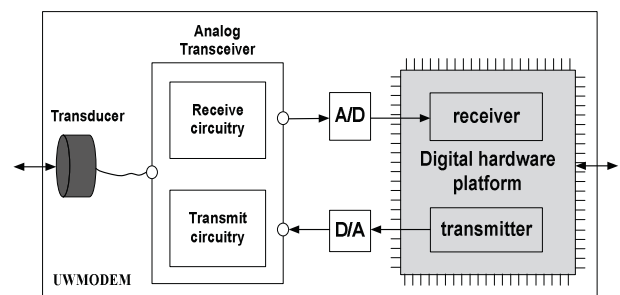 Analog
Transceiver
Transducer
Receive
circuitry
A/D
receiver
Digital hardware
platform
Transmit
circuitry
D/A
transmitter
UWMODEM